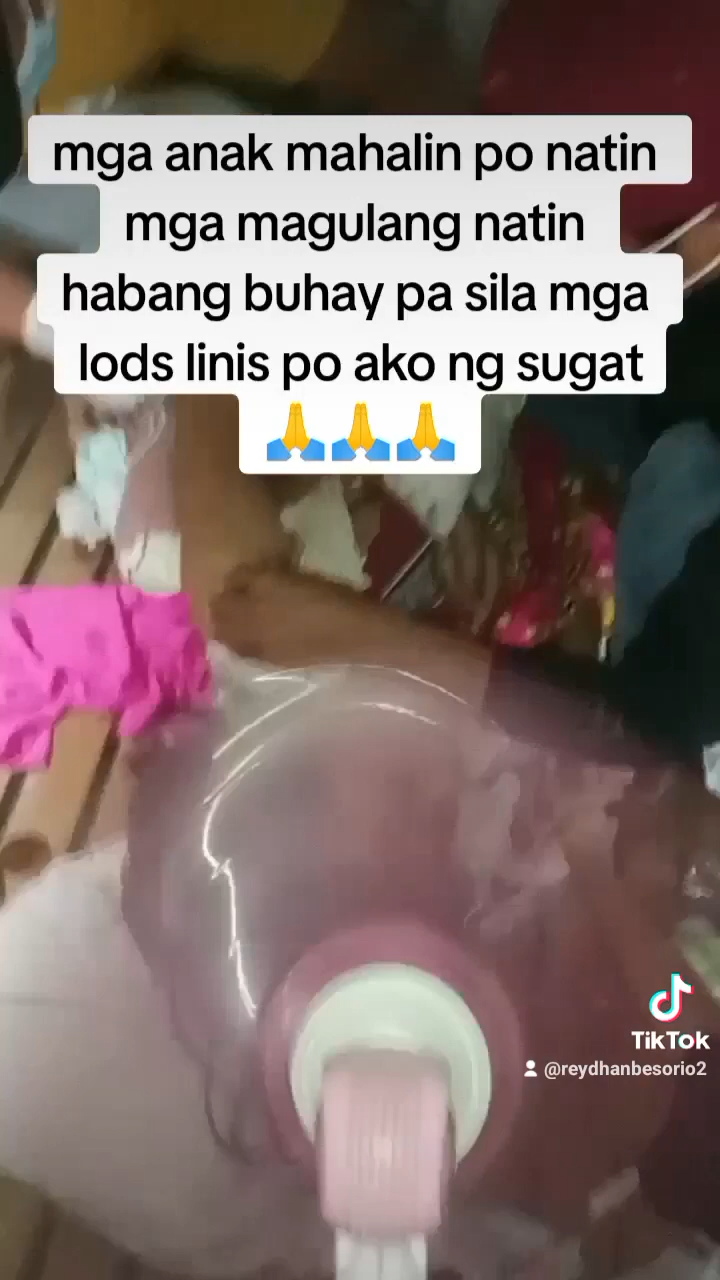 mga anak mahalin po natin
mga magulang natin
habang buhay pa sila mga
lods linis po ako ng sugat
🙏🙏🙏
TikTok
@reydhanbesorio2